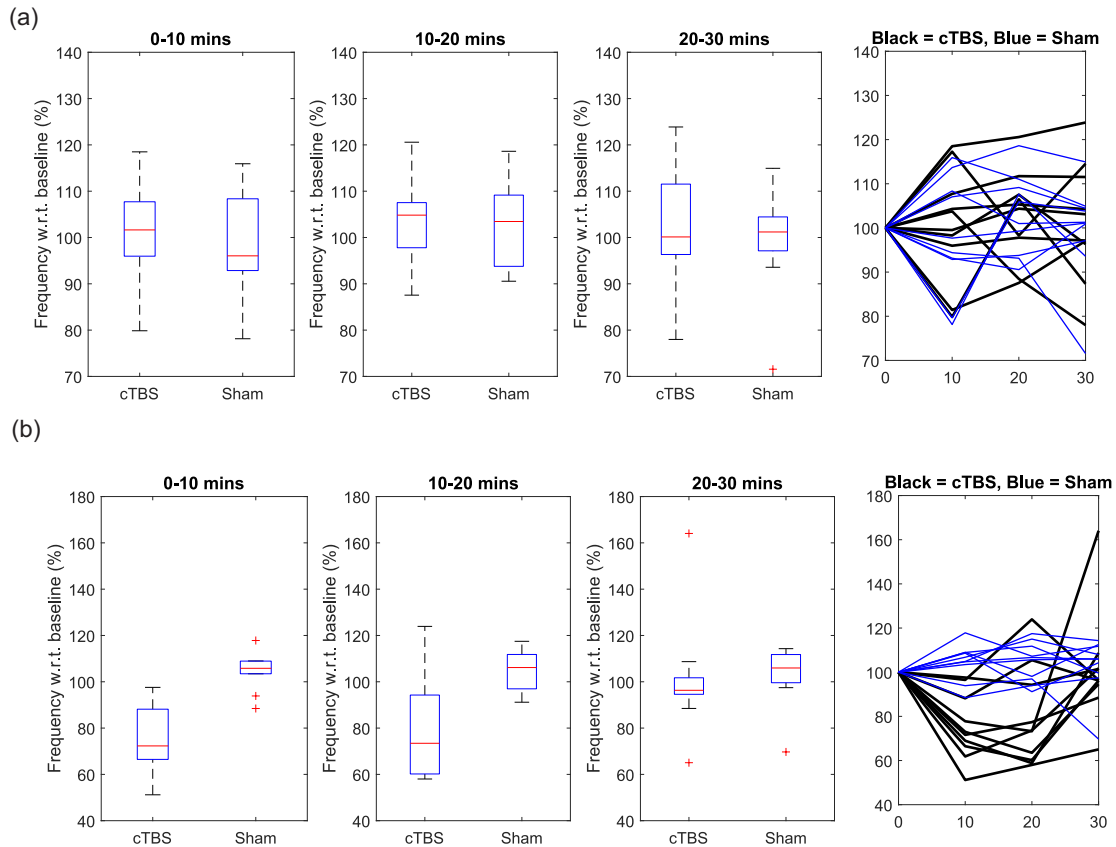 (a)
0-10 mins
10-20 mins
20-30 mins
Black = cTBS, Blue = Sham
Frequency w.r.t. baseline (%)
140
130
120
110
100
90
80
70
cTBS
Sham
Frequency w.r.t. baseline (%)
140
130
120
110
100
90
80
70
cTBS
Sham
Frequency w.r.t. baseline (%)
140
130
120
110
100
90
80
70
cTBS
Sham
140
130
120
110
100
90
80
70
0 10 20 30
(b)
0-10 mins
10-20 mins
20-30 mins
Black = cTBS, Blue = Sham
Frequency w.r.t. baseline (%)
180
160
140
120
100
80
60
40
cTBS
Sham
Frequency w.r.t. baseline (%)
180
160
140
120
100
80
60
40
cTBS
Sham
Frequency w.r.t. baseline (%)
180
160
140
120
100
80
60
40
cTBS
Sham
180
160
140
120
100
80
60
40
0 10 20 30